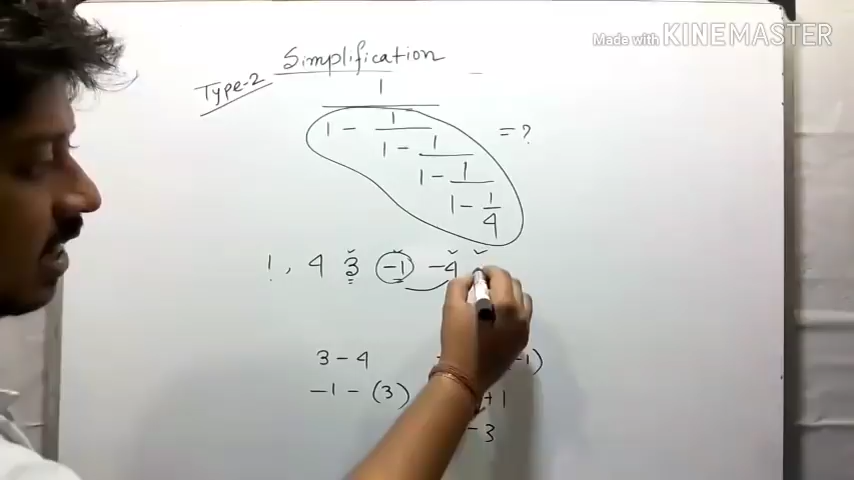 Made with KINEMASTER
Simplification
Type-2
1
1 - 1
= ?
1 - 1
1 - 1
1 - 1
4
1, 4 3 -1 -4
3 - 4
-1)
-1 - (3)
+1
-3